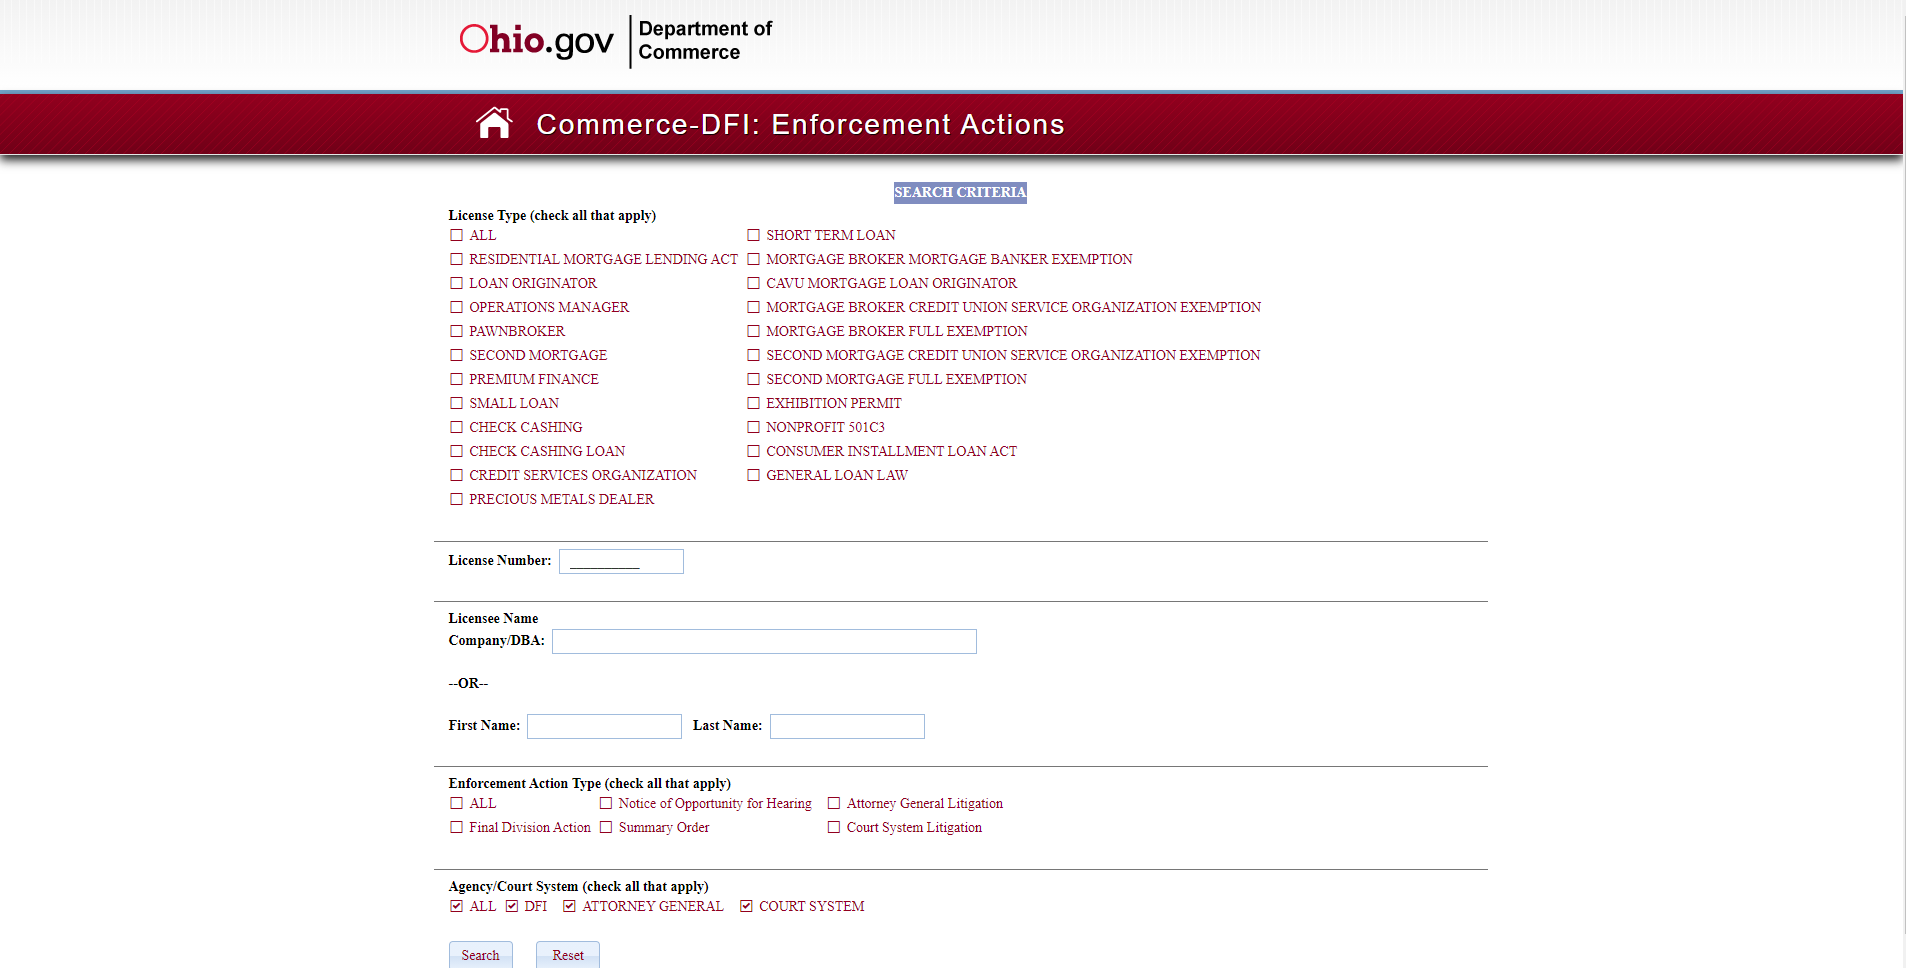 Ohio.gov Department of
Commerce
Commerce-DFI: Enforcement Actions
SEARCH CRITERIA
License Type (check all that apply)
ALL SHORT TERM LOAN
RESIDENTIAL MORTGAGE LENDING ACT MORTGAGE BROKER MORTGAGE BANKER EXEMPTION
LOAN ORIGINATOR CAVU MORTGAGE LOAN ORIGINATOR
OPERATIONS MANAGER MORTGAGE BROKER CREDIT UNION SERVICE ORGANIZATION EXEMPTION
PAWNBROKER MORTGAGE BROKER FULL EXEMPTION
SECOND MORTGAGE SECOND MORTGAGE CREDIT UNION SERVICE ORGANIZATION EXEMPTION
PREMIUM FINANCE SECOND MORTGAGE FULL EXEMPTION
SMALL LOAN EXHIBITION PERMIT
CHECK CASHING NONPROFIT 501C3
CHECK CASHING LOAN CONSUMER INSTALLMENT LOAN ACT
CREDIT SERVICES ORGANIZATION GENERAL LOAN LAW
PRECIOUS METALS DEALER
License Number: __________
Licensee Name
Company/DBA:
--OR--
First Name: Last Name:
Enforcement Action Type (check all that apply)
ALL Notice of Opportunity for Hearing Attorney General Litigation
Final Division Action Summary Order Court System Litigation
Agency/Court System (check all that apply)
ALL DFI ATTORNEY GENERAL COURT SYSTEM
Search Reset